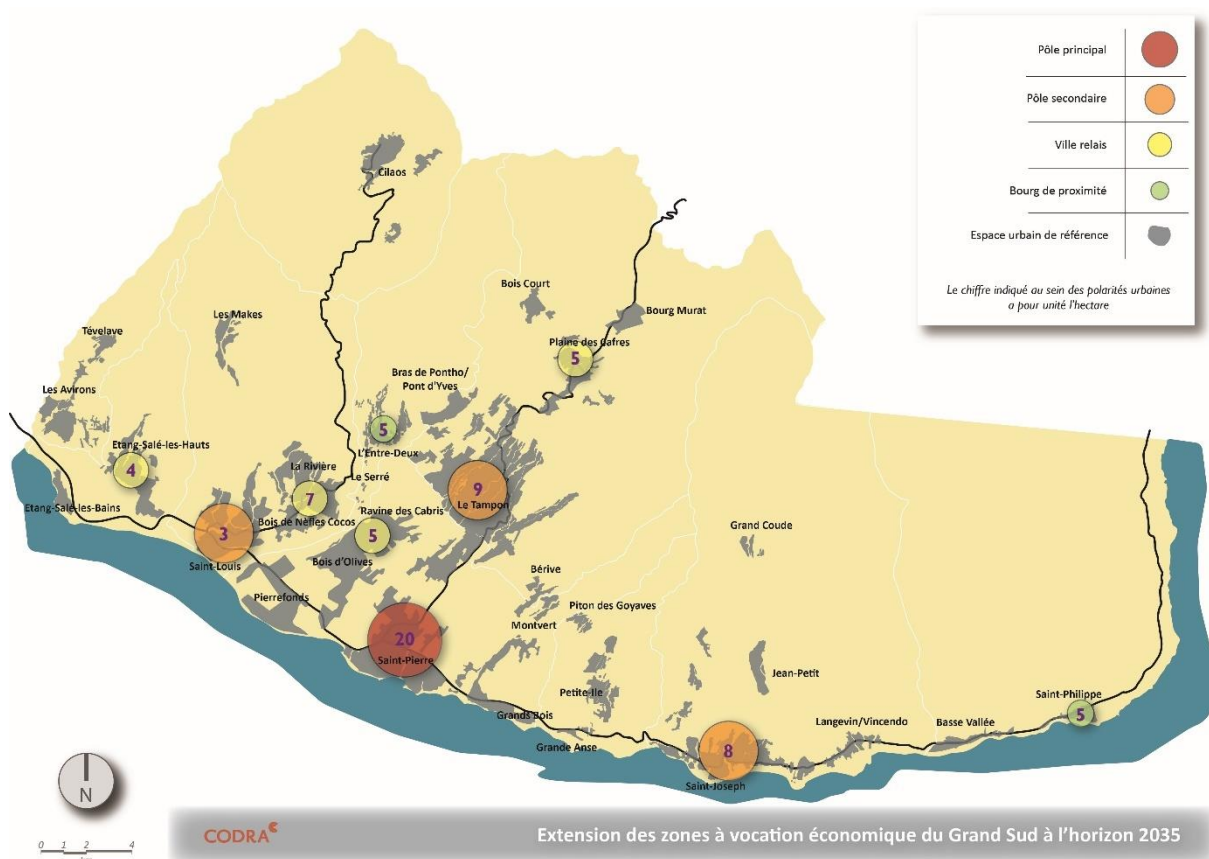 Pôle principal
Pôle secondaire
Ville relais
Bourg de proximité
Espace urbain de référence
Le chiffre indiqué au sein des polarités urbaines
a pour unité l'hectare
Cilaos
Bois Court
Bourg Murat
Les Makes
Tévelave
Plaine des Cafres
5
Bras de Pontho/
Pont d'Yves
Les Avirons
5
Etang-Salé-les-Hauts
4
L'Entre-Deux
La Rivière
Le Serré
7
9
Le Tampon
Etang-Salé-les-Bains
Ravine des Cabris
Bois de Nèfles Cocos
3
5
Grand Coude
Saint-Louis
Bois d'Olives
Bérive
Pierrefonds
Piton des Goyaves
Montvert
20
Saint-Pierre
Jean-Petit
Petite-Ile
Saint-Philippe
5
Grands Bois
Langevin/Vincendo
Basse Vallée
Grande Anse
8
Saint-Joseph
N
0 1 2 4
CODRA
Extension des zones à vocation économique du Grand Sud à l'horizon 2035